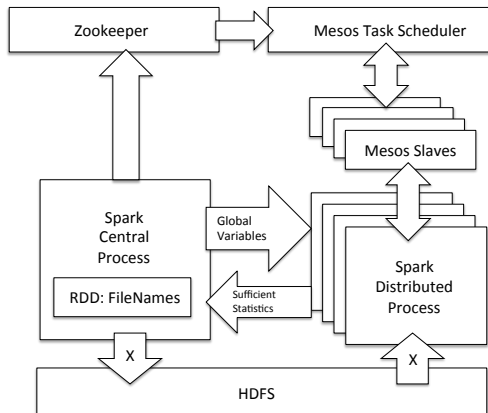 Zookeeper
Mesos Task Scheduler
Mesos Slaves
Spark
Central
Process
RDD: FileNames
Global
Variables
Sufficient
Statistics
Spark
Distributed
Process
X
X
HDFS